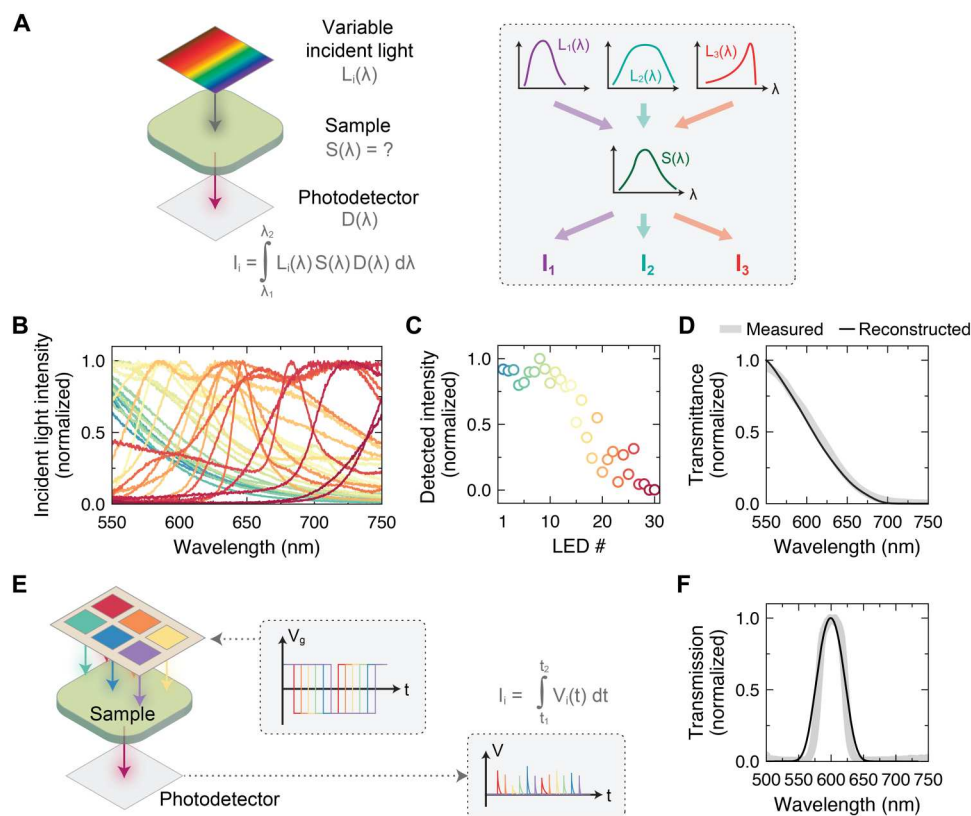 A
Variable
incident light
Lᵢ(λ)
Sample
S(λ) = ?
Photodetector
D(λ)
Iᵢ = ∫ Lᵢ(λ) S(λ) D(λ) dλ
λ₂
λ₁
L₁(λ)
L₂(λ)
L₃(λ)
λ
S(λ)
λ
I₁
I₂
I₃
B
Incident light intensity
(normalized)
1.0
0.5
0.0
550
600
650
700
750
Wavelength (nm)
C
Detected intensity
(normalized)
1.0
0.5
0.0
1
10
20
30
LED #
D
Measured
Reconstructed
Transmittance
(normalized)
1.0
0.5
0.0
550
600
650
700
750
Wavelength (nm)
E
Sample
Photodetector
V_g
t
Iᵢ = ∫ Vᵢ(t) dt
t₂
t₁
V
t
F
Transmission
(normalized)
1.0
0.5
0.0
500
550
600
650
700
750
Wavelength (nm)